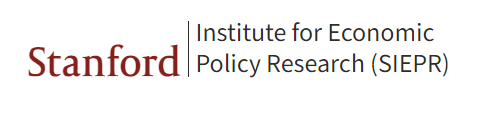 Stanford
Institute for Economic
Policy Research (SIEPR)